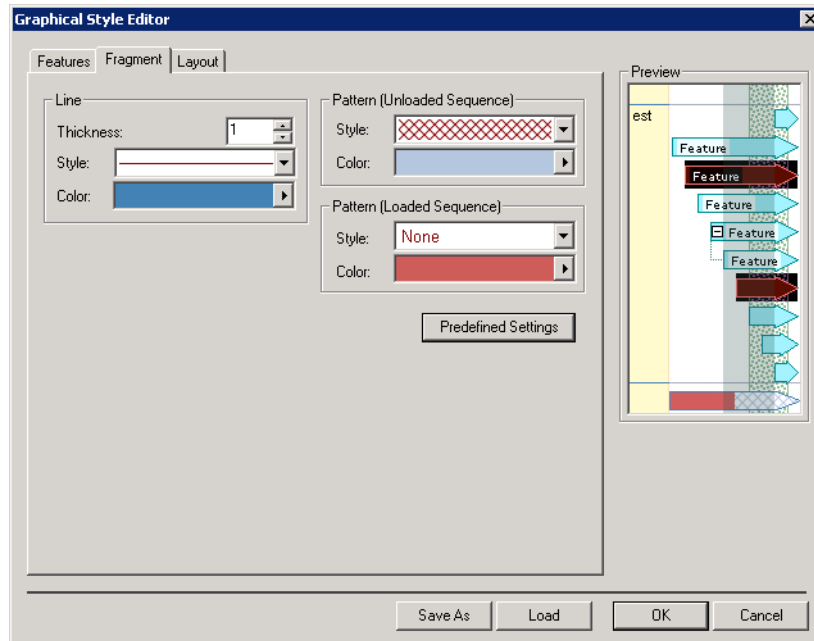 Graphical Style Editor
Features Fragment Layout
Line
Thickness: 1
Style:
Color:
Pattern (Unloaded Sequence)
Style:
Color:
Pattern (Loaded Sequence)
Style: None
Color:
Predefined Settings
Preview
est
Feature
Feature
Feature
Feature
Feature
Save As Load OK Cancel